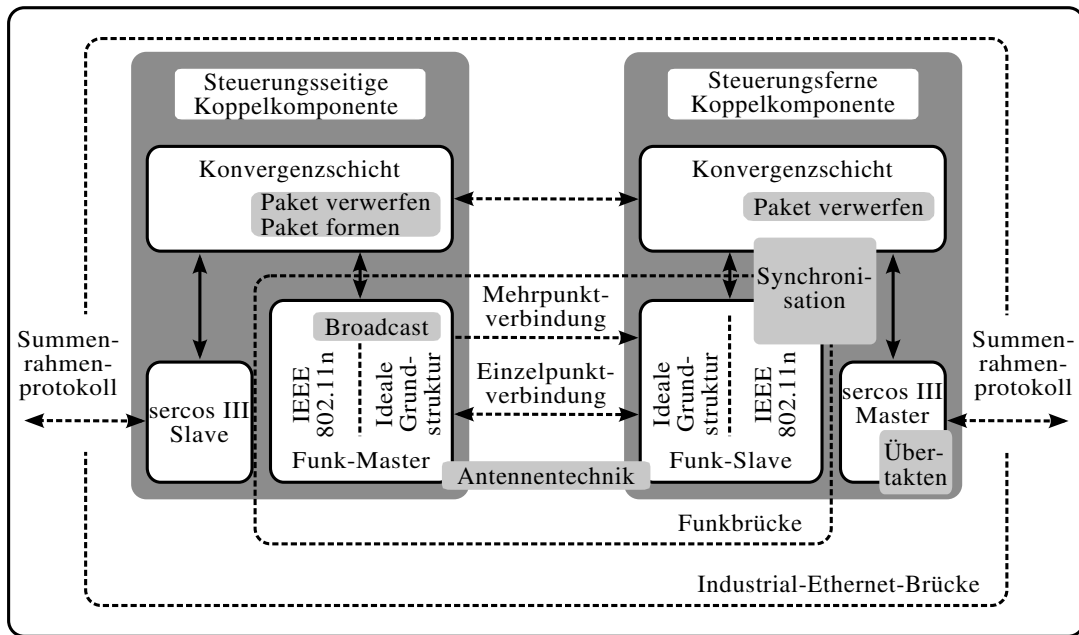 Steuerungsseitige
Koppelkomponente
Steuerungsferne
Koppelkomponente
Konvergenzschicht
Paket verwerfen
Paket formen
Konvergenzschicht
Paket verwerfen
Synchroni-
sation
Mehrpunkt-
verbindung
Einzelpunkt-
verbindung
Broadcast
IEEE
802.11n
Ideale
Grund-
struktur
Funk-Master
Ideale
Grund-
struktur
IEEE
802.11n
Funk-Slave
Antennentechnik
Summen-
rahmen-
protokoll
sercos III
Slave
sercos III
Master
Über-
takten
Summen-
rahmen-
protokoll
Funkbrücke
Industrial-Ethernet-Brücke